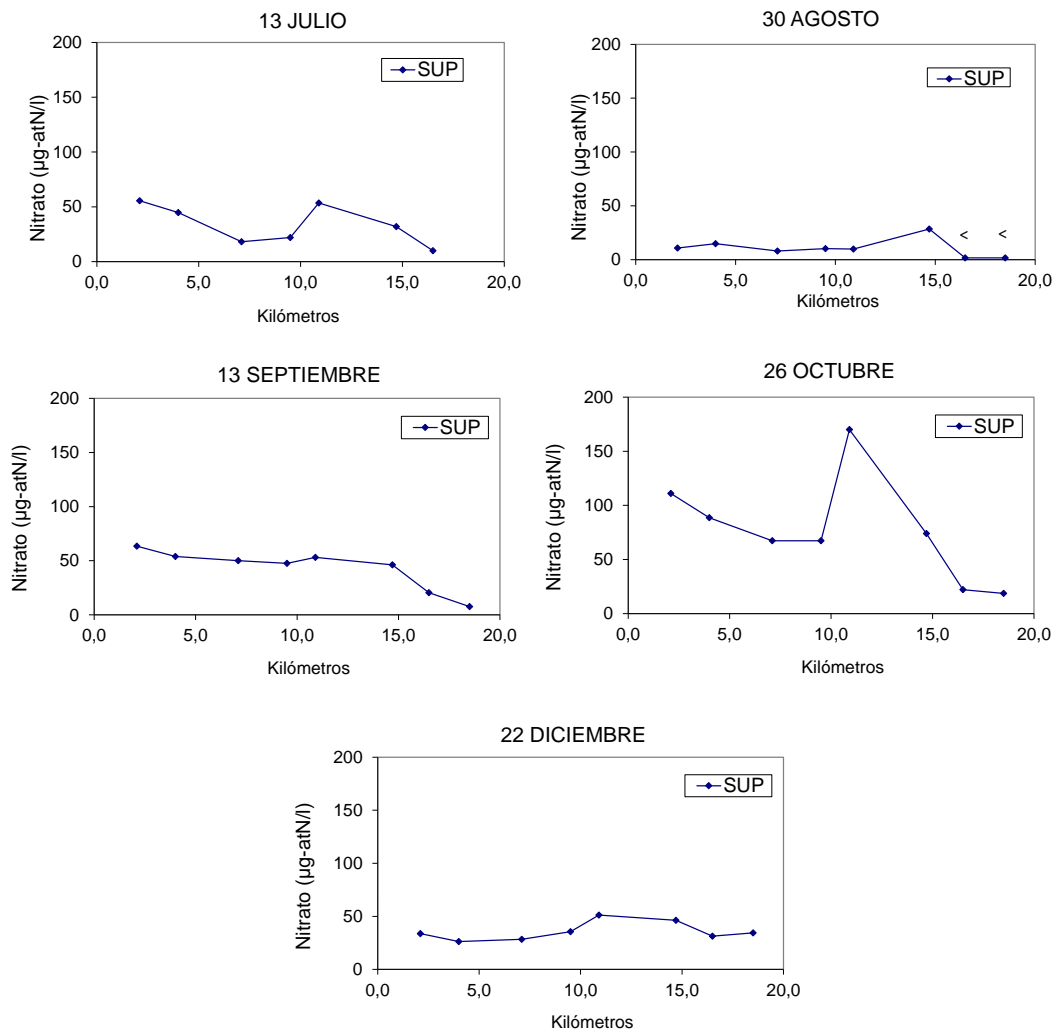 13 JULIO
200
150
100
50
0
0,0 5,0 10,0 15,0 20,0
Nitrato (µg-atN/l)
Kilómetros
SUP
30 AGOSTO
200
150
100
50
0
0,0 5,0 10,0 15,0 20,0
Nitrato (µg-atN/l)
Kilómetros
SUP
< <
13 SEPTIEMBRE
200
150
100
50
0
0,0 5,0 10,0 15,0 20,0
Nitrato (µg-atN/l)
Kilómetros
SUP
26 OCTUBRE
200
150
100
50
0
0,0 5,0 10,0 15,0 20,0
Nitrato (µg-atN/l)
Kilómetros
SUP
22 DICIEMBRE
200
150
100
50
0
0,0 5,0 10,0 15,0 20,0
Nitrato (µg-atN/l)
Kilómetros
SUP